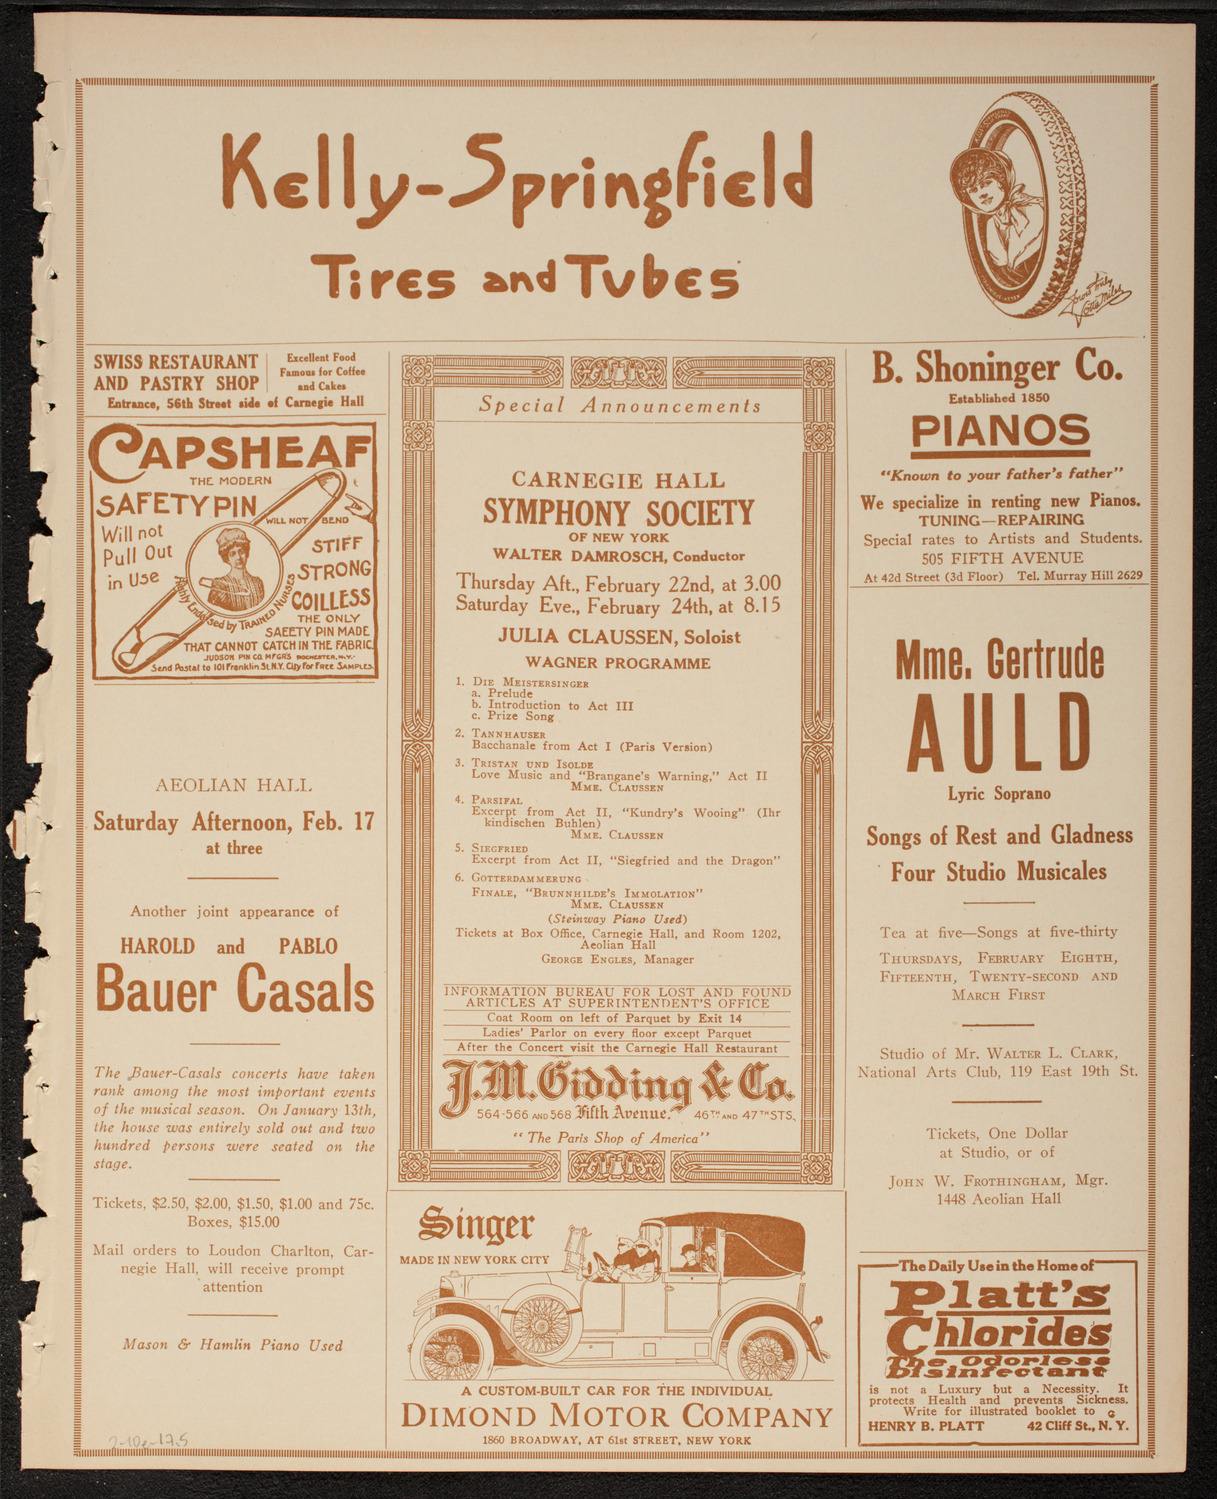 Kelly-Springfield
Tires and Tubes
Yours truly
Lotta Miles
SWISS RESTAURANT
AND PASTRY SHOP
Excellent Food
Famous for Coffee
and Cakes
Entrance, 56th Street side of Carnegie Hall
CAPSHEAF
THE MODERN
SAFETY PIN
WILL NOT BEND
Will not
Pull Out
in Use
STIFF
STRONG
COILLESS
Highly Endorsed by TRAINED NURSES
THE ONLY
SAFETY PIN MADE
THAT CANNOT CATCH IN THE FABRIC.
JUDSON PIN CO. MFGRS ROCHESTER, N.Y.
Send Postal to 101 Franklin St. N.Y. City for Free SAMPLES.
AEOLIAN HALL
Saturday Afternoon, Feb. 17
at three
Another joint appearance of
HAROLD and PABLO
Bauer Casals
The Bauer-Casals concerts have taken
rank among the most important events
of the musical season. On January 13th,
the house was entirely sold out and two
hundred persons were seated on the
stage.
Tickets, $2.50, $2.00, $1.50, $1.00 and 75c.
Boxes, $15.00
Mail orders to Loudon Charlton, Car-
negie Hall, will receive prompt
attention
Mason & Hamlin Piano Used
Special Announcements
CARNEGIE HALL
SYMPHONY SOCIETY
OF NEW YORK
WALTER DAMROSCH, Conductor
Thursday Aft., February 22nd, at 3.00
Saturday Eve., February 24th, at 8.15
JULIA CLAUSSEN, Soloist
WAGNER PROGRAMME
1. DIE MEISTERSINGER
a. Prelude
b. Introduction to Act III
c. Prize Song
2. TANNHAUSER
Bacchanale from Act I (Paris Version)
3. TRISTAN UND ISOLDE
Love Music and "Brangane's Warning," Act II
MME. CLAUSSEN
4. PARSIFAL
Excerpt from Act II, "Kundry's Wooing" (Ihr
kindischen Buhlen)
MME. CLAUSSEN
5. SIEGFRIED
Excerpt from Act II, "Siegfried and the Dragon"
6. GOTTERDAMMERUNG
FINALE, "BRUNNHILDE'S IMMOLATION"
MME. CLAUSSEN
(Steinway Piano Used)
Tickets at Box Office, Carnegie Hall, and Room 1202,
Aeolian Hall
GEORGE ENGLES, Manager
INFORMATION BUREAU FOR LOST AND FOUND
ARTICLES AT SUPERINTENDENT'S OFFICE
Coat Room on left of Parquet by Exit 14
Ladies' Parlor on every floor except Parquet
After the Concert visit the Carnegie Hall Restaurant
J.M. Gidding & Co.
564-566 AND 568 Fifth Avenue. 46TH AND 47TH STS.
"The Paris Shop of America"
Singer
MADE IN NEW YORK CITY
A CUSTOM-BUILT CAR FOR THE INDIVIDUAL
DIMOND MOTOR COMPANY
1860 BROADWAY, AT 61st STREET, NEW YORK
B. Shoninger Co.
Established 1850
PIANOS
"Known to your father's father"
We specialize in renting new Pianos.
TUNING—REPAIRING
Special rates to Artists and Students.
505 FIFTH AVENUE
At 42d Street (3d Floor) Tel. Murray Hill 2629
Mme. Gertrude
AULD
Lyric Soprano
Songs of Rest and Gladness
Four Studio Musicales
Tea at five—Songs at five-thirty
THURSDAYS, FEBRUARY EIGHTH,
FIFTEENTH, TWENTY-SECOND AND
MARCH FIRST
Studio of Mr. WALTER L. CLARK,
National Arts Club, 119 East 19th St.
Tickets, One Dollar
at Studio, or of
JOHN W. FROTHINGHAM, Mgr.
1448 Aeolian Hall
The Daily Use in the Home of
Platt's
Chlorides
The Odorless
Disinfectant
is not a Luxury but a Necessity. It
protects Health and prevents Sickness.
Write for illustrated booklet to G
HENRY B. PLATT 42 Cliff St., N. Y.